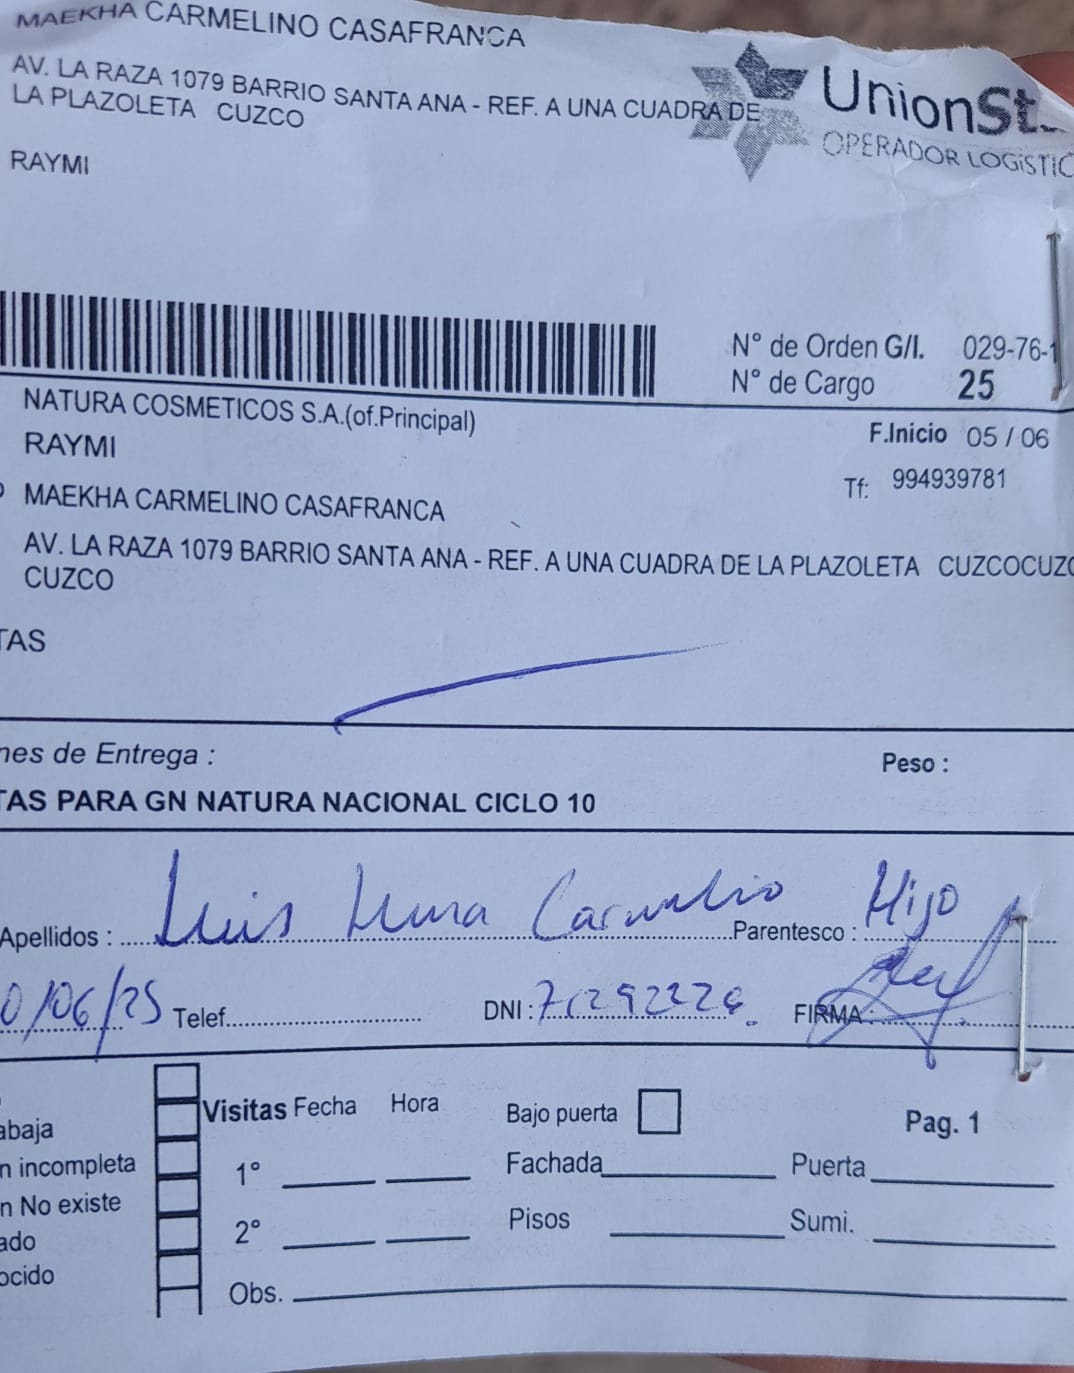 MAEKHA CARMELINO CASAFRANCA
AV. LA RAZA 1079 BARRIO SANTA ANA - REF. A UNA CUADRA DE
LA PLAZOLETA CUZCO
RAYMI
UnionSt
OPERADOR LOGíSTIC
N° de Orden G/I. 029-76-1
N° de Cargo 25
NATURA COSMETICOS S.A.(of.Principal)
F.Inicio 05 / 06
RAYMI
Tf: 994939781
MAEKHA CARMELINO CASAFRANCA
AV. LA RAZA 1079 BARRIO SANTA ANA - REF. A UNA CUADRA DE LA PLAZOLETA CUZCOCUZC
CUZCO
TAS
nes de Entrega :
Peso :
TAS PARA GN NATURA NACIONAL CICLO 10
Apellidos : Luis Luna Carmelino Parentesco : Hijo
0/06/25 Telef. DNI : 71292224 FIRMA :
abaja
n incompleta
n No existe
ado
ocido
Visitas Fecha Hora Bajo puerta Pag. 1
1° Fachada Puerta
2° Pisos Sumi.
Obs.